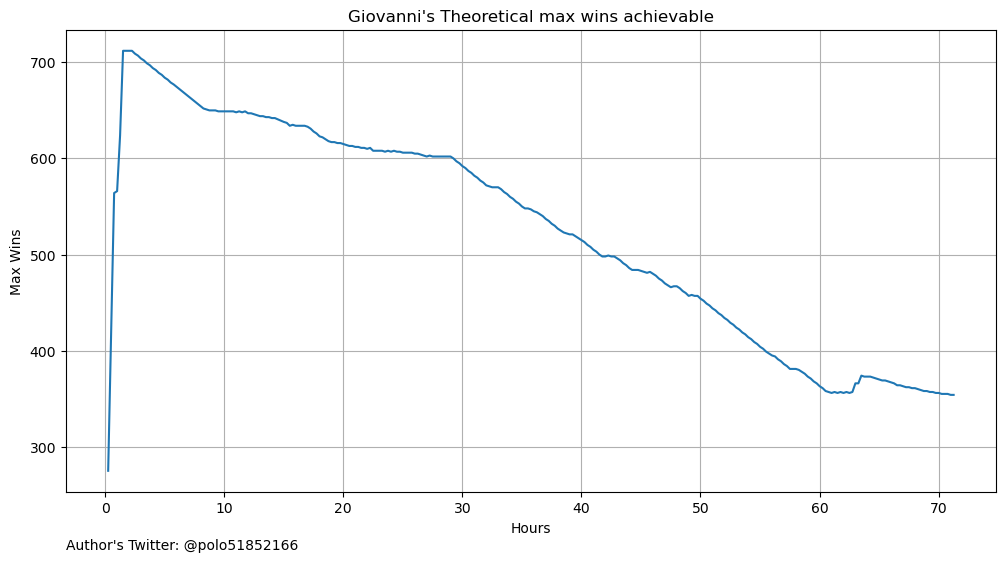 Giovanni's Theoretical max wins achievable
Max Wins
700
600
500
400
300
0 10 20 30 40 50 60 70
Hours
Author's Twitter: @polo51852166